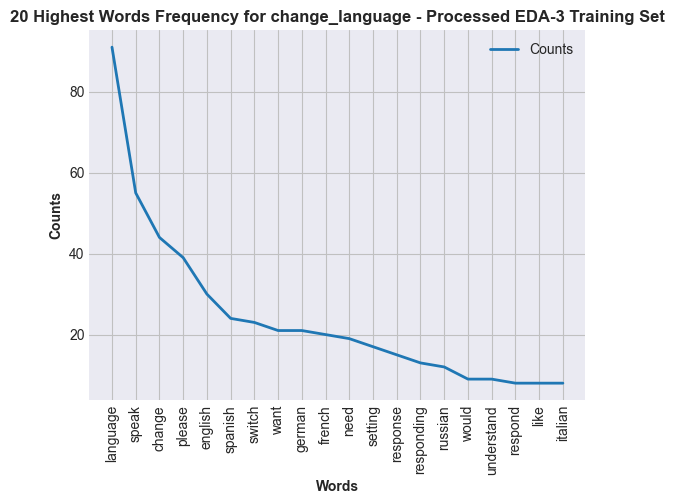 20 Highest Words Frequency for change_language - Processed EDA-3 Training Set
Counts
80
60
40
20
Counts
language
speak
change
please
english
spanish
switch
want
german
french
need
setting
response
responding
russian
would
understand
respond
like
italian
Words